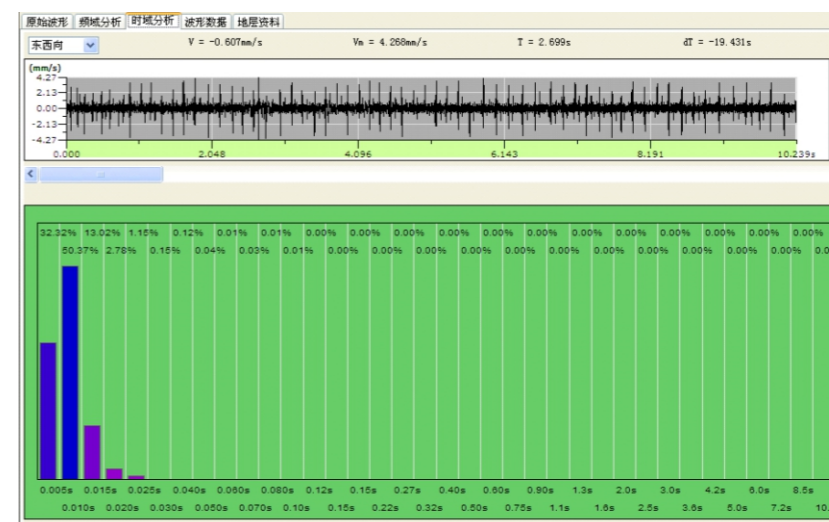 原始波形 频域分析 时域分析 波形数据 地层资料
东西向 V = -0.607mm/s Vm = 4.268mm/s T = 2.699s dT = -19.431s
(mm/s)
4.27
2.13
0.00
-2.13
-4.27
0.000 2.048 4.096 6.143 8.191 10.239s
32.32% 13.02% 1.15% 0.12% 0.01% 0.01% 0.00% 0.00% 0.00% 0.00% 0.00% 0.00% 0.00% 0.00% 0.00% 0.00% 0.00% 0.00%
50.37% 2.78% 0.15% 0.04% 0.03% 0.01% 0.00% 0.00% 0.00% 0.00% 0.00% 0.00% 0.00% 0.00% 0.00% 0.00% 0.00% 0.0
0.005s 0.015s 0.025s 0.040s 0.060s 0.080s 0.12s 0.15s 0.27s 0.40s 0.60s 0.90s 1.3s 2.0s 3.0s 4.2s 6.0s 8.5s
0.010s 0.020s 0.030s 0.050s 0.070s 0.10s 0.15s 0.22s 0.32s 0.50s 0.75s 1.1s 1.6s 2.5s 3.6s 5.0s 7.2s 10.